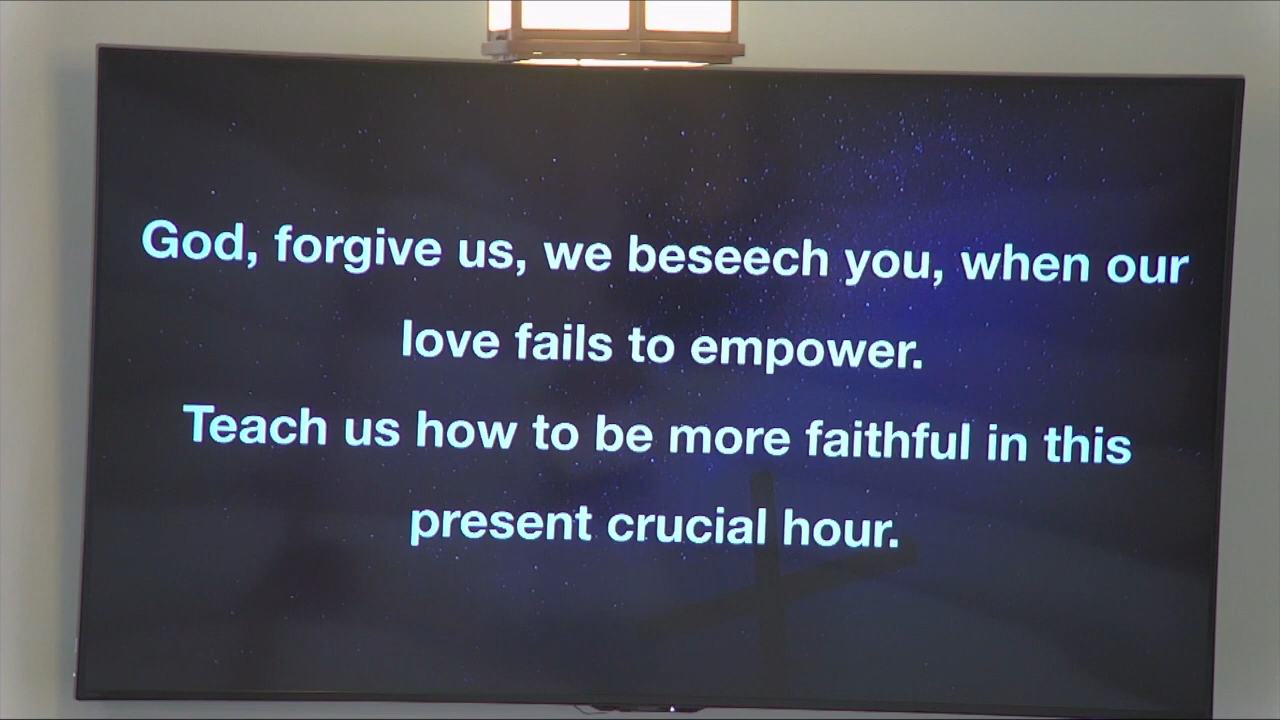 God, forgive us, we beseech you, when our
love fails to empower.
Teach us how to be more faithful in this
present crucial hour.